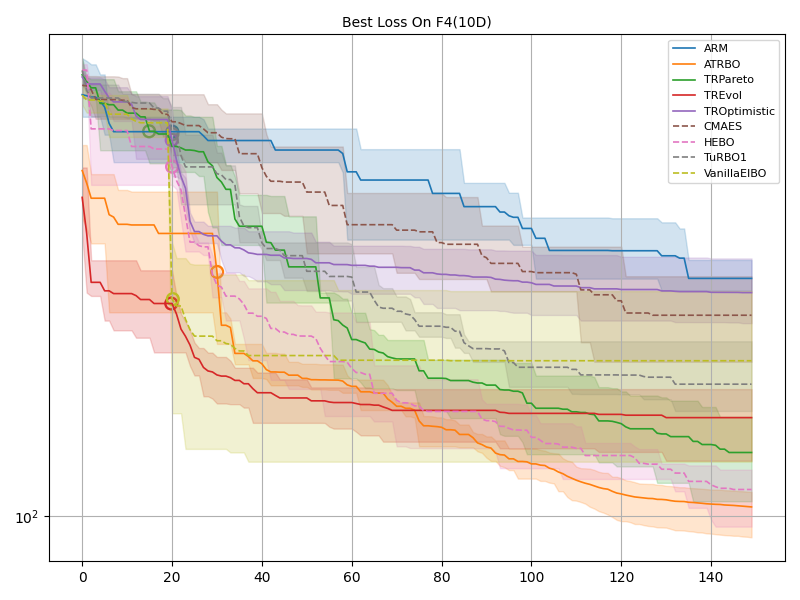 Best Loss On F4(10D)
ARM
ATRBO
TRPareto
TREvol
TROptimistic
CMAES
HEBO
TuRBO1
VanillaEIBO
10²
0 20 40 60 80 100 120 140